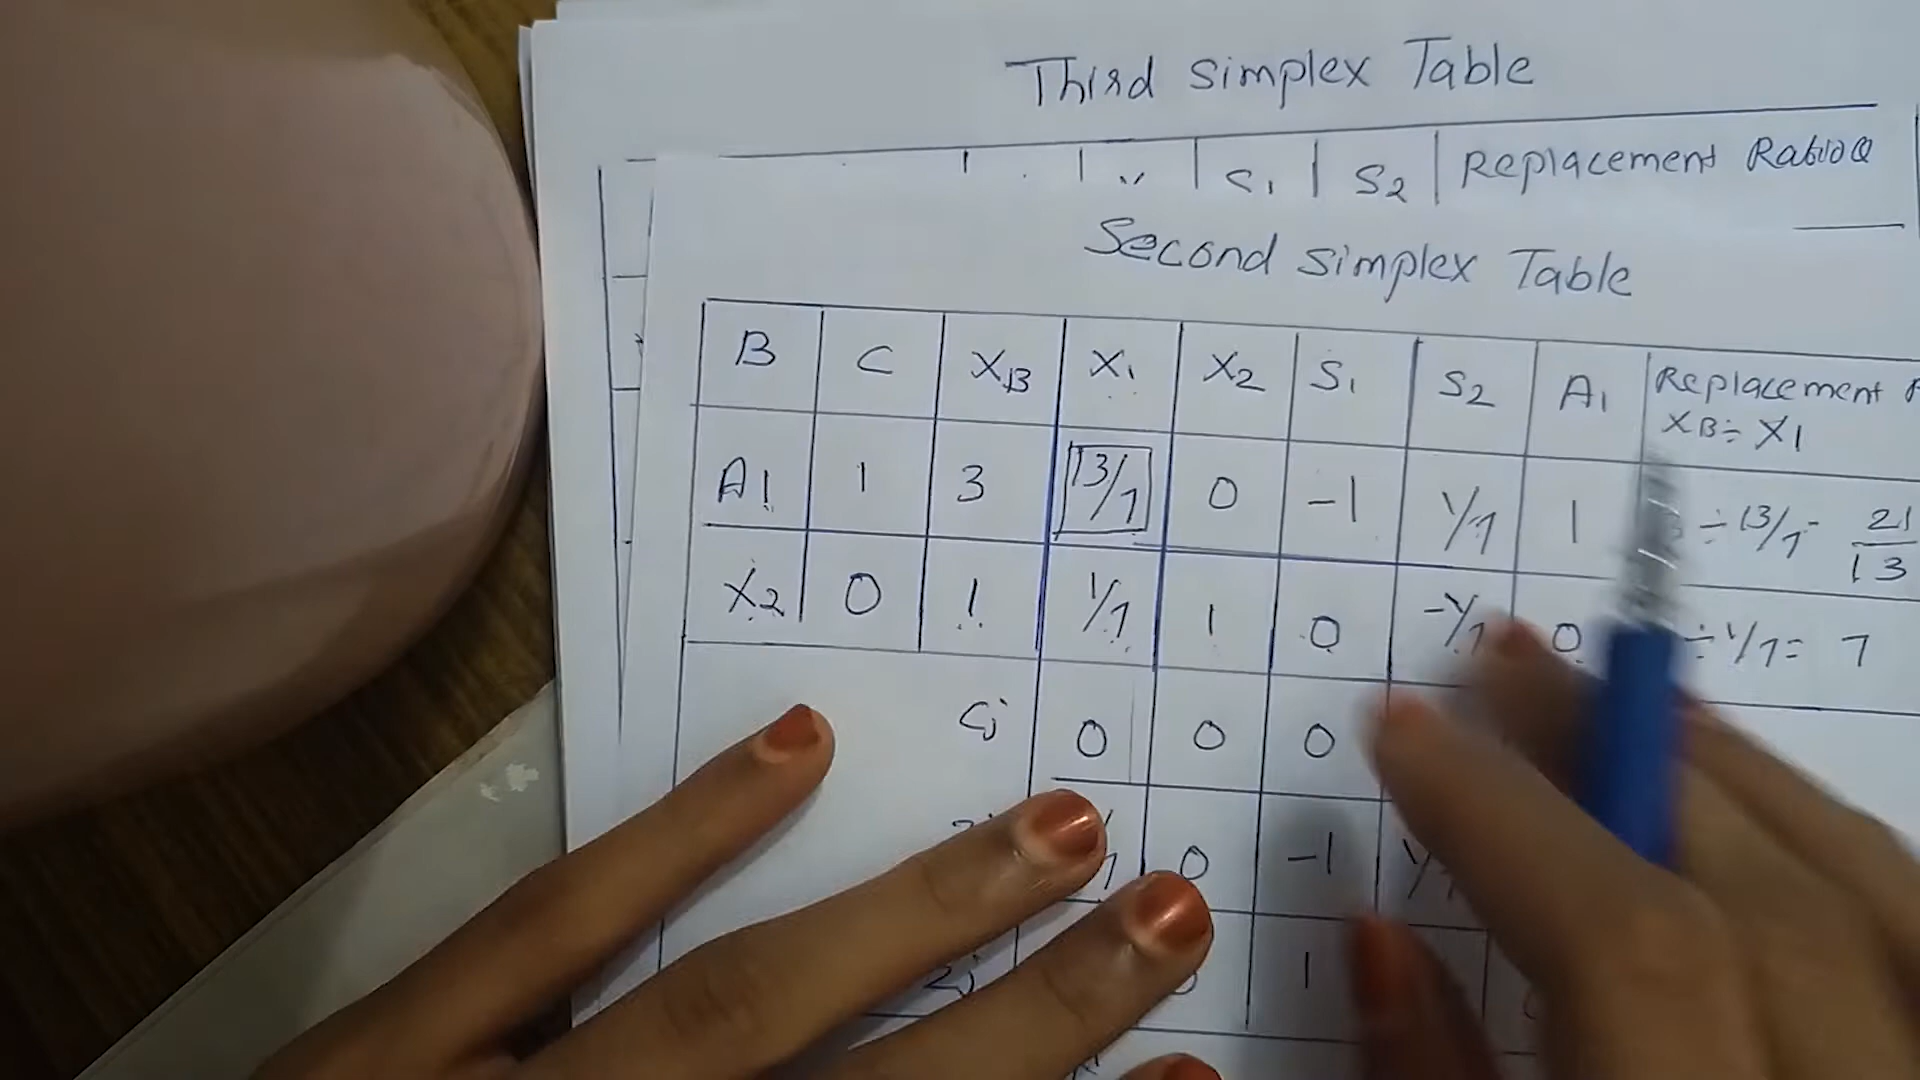 Third simplex Table
S2 Replacement Ratio Q
Second simplex Table
B C XB X1 X2 S1 S2 A1 Replacement
XB÷X1
A1 1 3 13/7 0 -1 1/7 1 ÷ 13/7 = 21/13
X2 0 1 1/7 1 0 -1/7 0 ÷ 1/7 = 7
Cj 0 0 0
0 -1
1